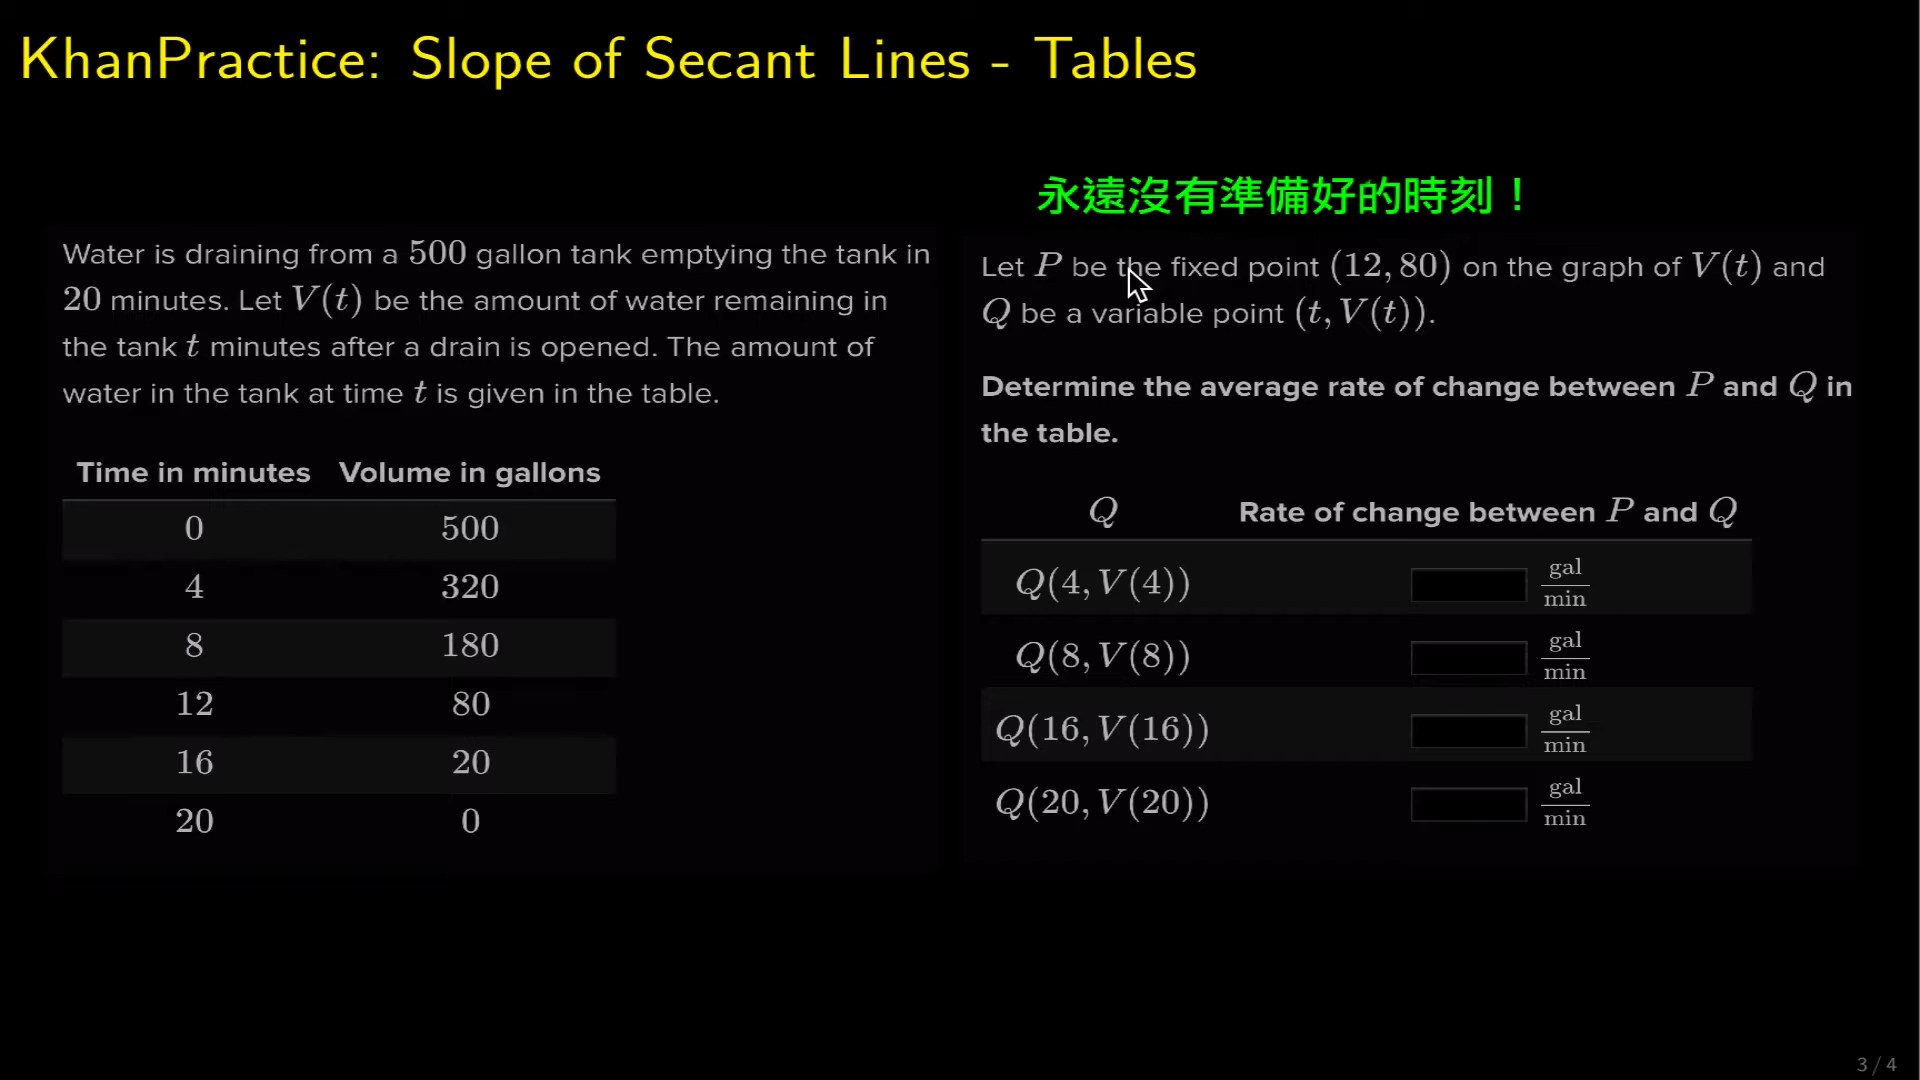 KhanPractice: Slope of Secant Lines - Tables
永遠沒有準備好的時刻！
Water is draining from a 500 gallon tank emptying the tank in
20 minutes. Let V(t) be the amount of water remaining in
the tank t minutes after a drain is opened. The amount of
water in the tank at time t is given in the table.
Time in minutes Volume in gallons
0 500
4 320
8 180
12 80
16 20
20 0
Let P be the fixed point (12, 80) on the graph of V(t) and
Q be a variable point (t, V(t)).
Determine the average rate of change between P and Q in
the table.
Q Rate of change between P and Q
Q(4, V(4)) gal/min
Q(8, V(8)) gal/min
Q(16, V(16)) gal/min
Q(20, V(20)) gal/min
3 / 4